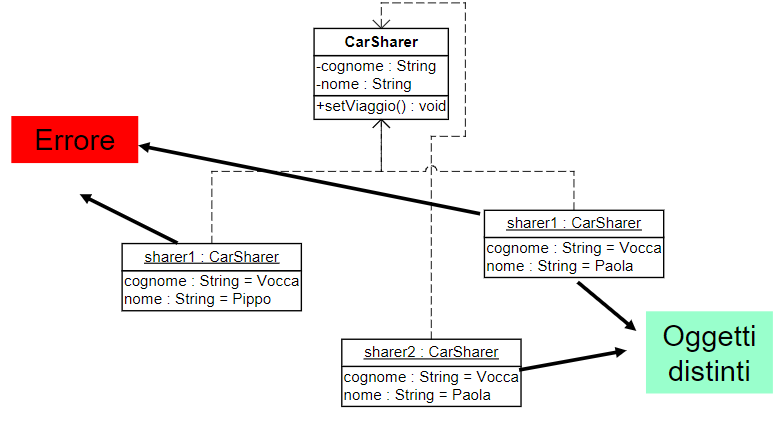 CarSharer
-cognome : String
-nome : String
+setViaggio() : void
Errore
sharer1 : CarSharer
cognome : String = Vocca
nome : String = Paola
sharer1 : CarSharer
cognome : String = Vocca
nome : String = Pippo
Oggetti
distinti
sharer2 : CarSharer
cognome : String = Vocca
nome : String = Paola